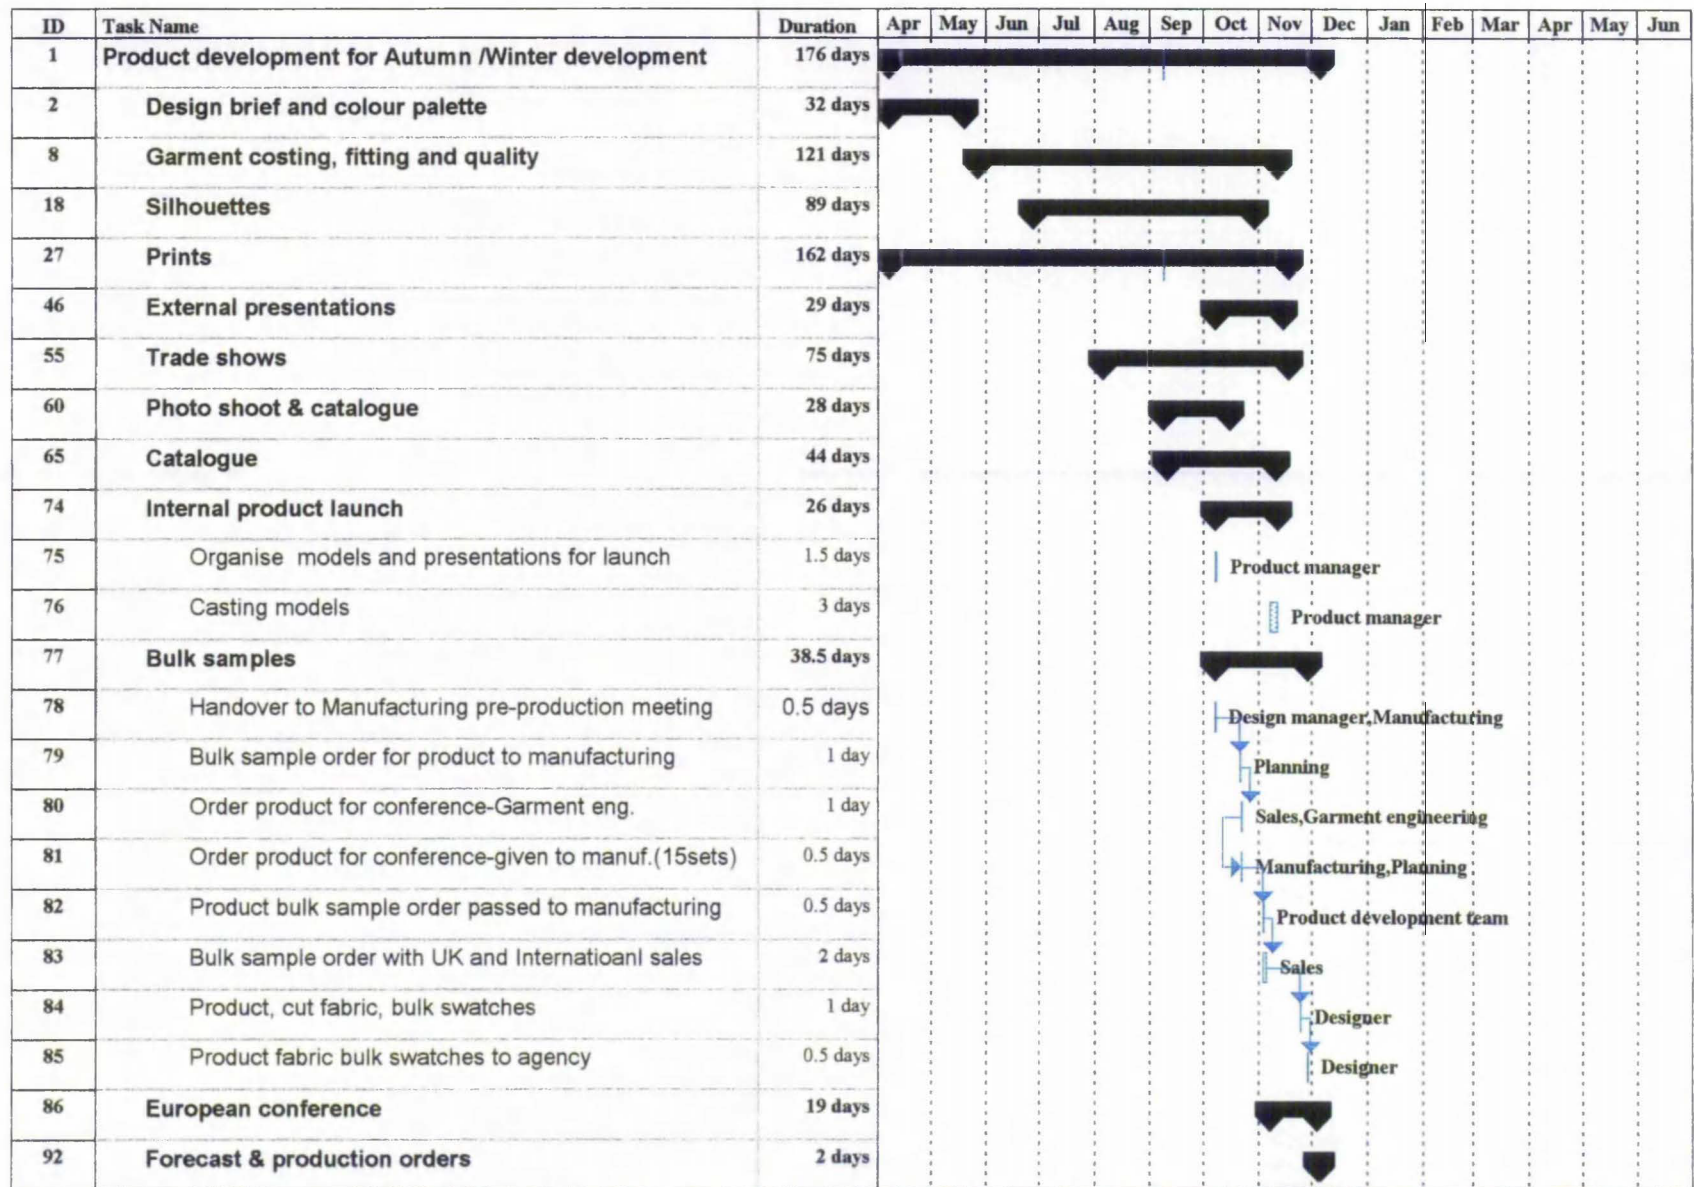 ID Task Name Duration Apr May Jun Jul Aug Sep Oct Nov Dec Jan Feb Mar Apr May Jun
1 Product development for Autumn /Winter development 176 days
2 Design brief and colour palette 32 days
8 Garment costing, fitting and quality 121 days
18 Silhouettes 89 days
27 Prints 162 days
46 External presentations 29 days
55 Trade shows 75 days
60 Photo shoot & catalogue 28 days
65 Catalogue 44 days
74 Internal product launch 26 days
75 Organise models and presentations for launch 1.5 days Product manager
76 Casting models 3 days Product manager
77 Bulk samples 38.5 days
78 Handover to Manufacturing pre-production meeting 0.5 days Design manager,Manufacturing
79 Bulk sample order for product to manufacturing 1 day Planning
80 Order product for conference-Garment eng. 1 day Sales,Garment engineering
81 Order product for conference-given to manuf.(15sets) 0.5 days Manufacturing,Planning
82 Product bulk sample order passed to manufacturing 0.5 days Product development team
83 Bulk sample order with UK and Internatioanl sales 2 days Sales
84 Product, cut fabric, bulk swatches 1 day Designer
85 Product fabric bulk swatches to agency 0.5 days Designer
86 European conference 19 days
92 Forecast & production orders 2 days